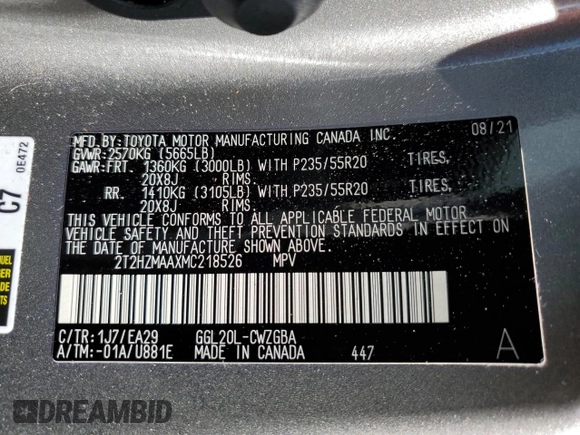 MFD.BY:TOYOTA MOTOR MANUFACTURING CANADA INC. 08/21
GVWR:2570KG (5665LB)
GAWR:FRT. 1360KG (3000LB) WITH P235/55R20 TIRES,
20X8J RIMS,
RR. 1410KG (3105LB) WITH P235/55R20 TIRES,
20X8J RIMS,
THIS VEHICLE CONFORMS TO ALL APPLICABLE FEDERAL MOTOR
VEHICLE SAFETY AND THEFT PREVENTION STANDARDS IN EFFECT ON
THE DATE OF MANUFACTURE SHOWN ABOVE.
2T2HZMAAXMC218526 MPV
C/TR:1J7/EA29 GGL20L-CWZGBA
A/TM:-01A/U881E MADE IN CANADA 447 A
C7
0E472
DREAMBID